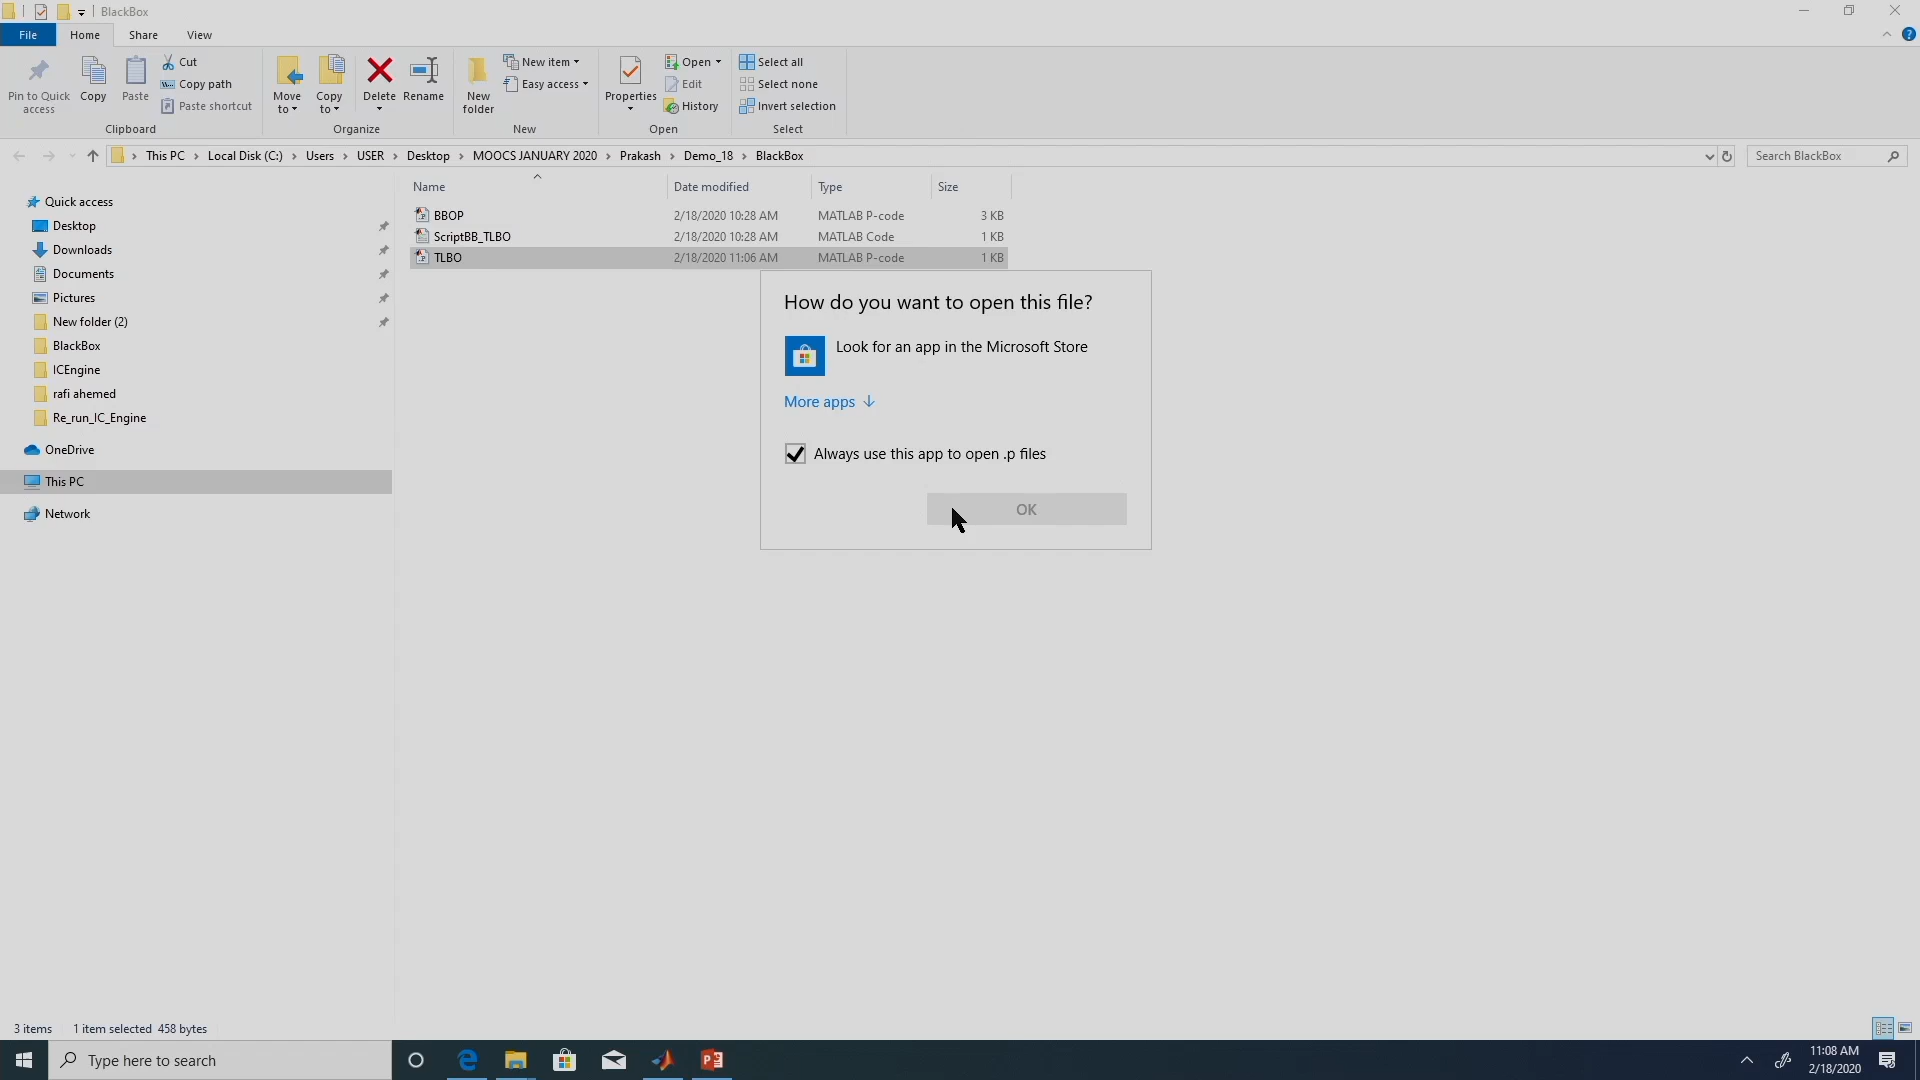 BlackBox
File Home Share View
Pin to Quick access
Copy
Paste
Cut
Copy path
Paste shortcut
Clipboard
Move to
Copy to
Delete
Rename
Organize
New folder
New item
Easy access
New
Properties
Open
Edit
History
Open
Select all
Select none
Invert selection
Select
This PC > Local Disk (C:) > Users > USER > Desktop > MOOCS JANUARY 2020 > Prakash > Demo_18 > BlackBox
Search BlackBox
Name Date modified Type Size
BBOP 2/18/2020 10:28 AM MATLAB P-code 3 KB
ScriptBB_TLBO 2/18/2020 10:28 AM MATLAB Code 1 KB
TLBO 2/18/2020 11:06 AM MATLAB P-code 1 KB
Quick access
Desktop
Downloads
Documents
Pictures
New folder (2)
BlackBox
ICEngine
rafi ahemed
Re_run_IC_Engine
OneDrive
This PC
Network
How do you want to open this file?
Look for an app in the Microsoft Store
More apps ↓
Always use this app to open .p files
OK
3 items 1 item selected 458 bytes
Type here to search
11:08 AM
2/18/2020